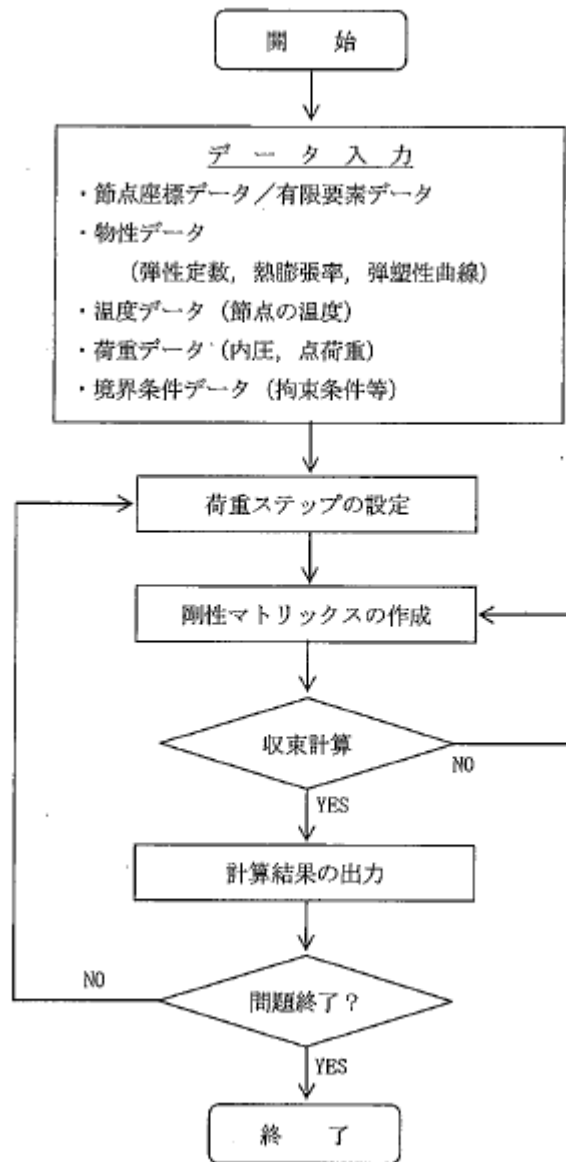 開 始
データ入力
・節点座標データ／有限要素データ
・物性データ
（弾性定数，熱膨張率，弾塑性曲線）
・温度データ（節点の温度）
・荷重データ（内圧，点荷重）
・境界条件データ（拘束条件等）
荷重ステップの設定
剛性マトリックスの作成
収束計算
NO
YES
計算結果の出力
NO
問題終了？
YES
終 了